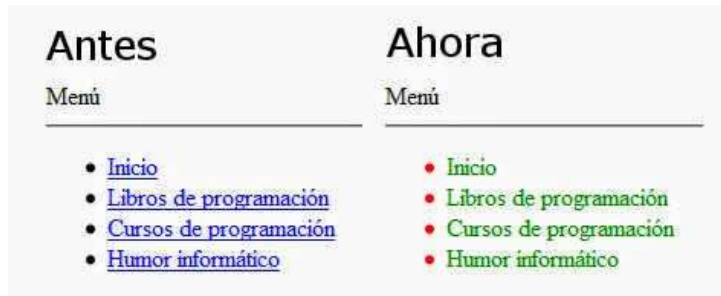 Antes
Menú
Inicio
Libros de programación
Cursos de programación
Humor informático
Ahora
Menú
Inicio
Libros de programación
Cursos de programación
Humor informático